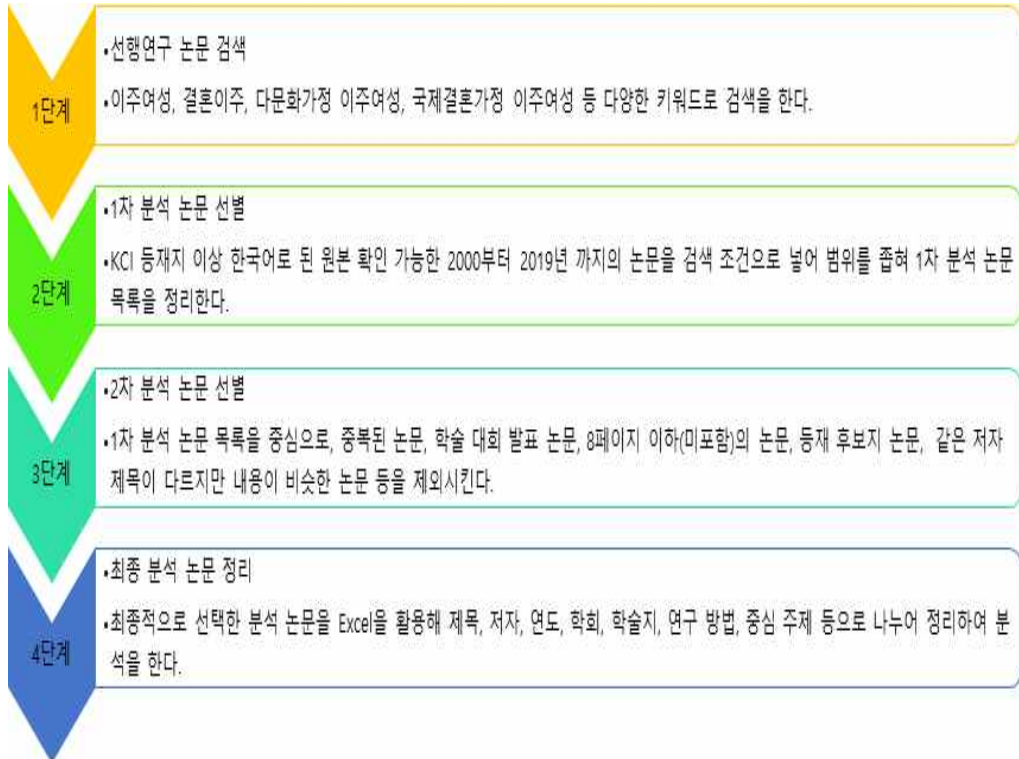 1단계
•선행연구 논문 검색
•이주여성, 결혼이주, 다문화가정 이주여성, 국제결혼가정 이주여성 등 다양한 키워드로 검색을 한다.
2단계
•1차 분석 논문 선별
•KCI 등재지 이상 한국어로 된 원본 확인 가능한 2000부터 2019년 까지의 논문을 검색 조건으로 넣어 범위를 좁혀 1차 분석 논문
목록을 정리한다.
3단계
•2차 분석 논문 선별
•1차 분석 논문 목록을 중심으로, 중복된 논문, 학술 대회 발표 논문, 8페이지 이하(미포함)의 논문, 등재 후보지 논문, 같은 저자
제목이 다르지만 내용이 비슷한 논문 등을 제외시킨다.
4단계
•최종 분석 논문 정리
•최종적으로 선택한 분석 논문을 Excel을 활용해 제목, 저자, 연도, 학회, 학술지, 연구 방법, 중심 주제 등으로 나누어 정리하여 분
석을 한다.